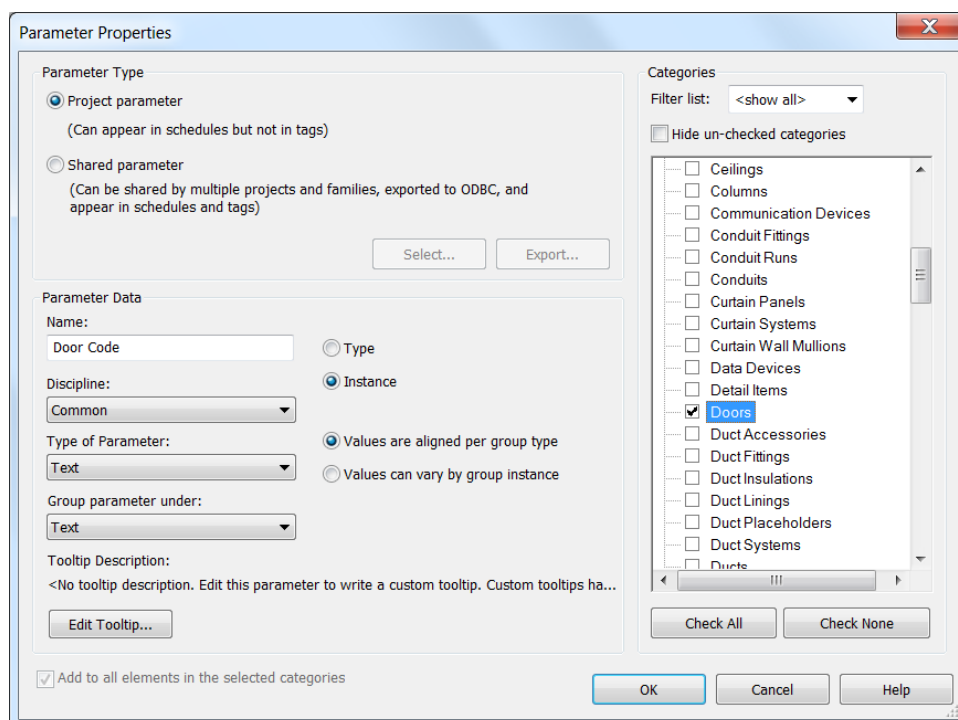 Parameter Properties
Parameter Type
Project parameter
(Can appear in schedules but not in tags)
Shared parameter
(Can be shared by multiple projects and families, exported to ODBC, and
appear in schedules and tags)
Select...
Export...
Parameter Data
Name:
Door Code
Type
Instance
Discipline:
Common
Type of Parameter:
Text
Values are aligned per group type
Values can vary by group instance
Group parameter under:
Text
Tooltip Description:
<No tooltip description. Edit this parameter to write a custom tooltip. Custom tooltips ha...
Edit Tooltip...
Add to all elements in the selected categories
Categories
Filter list:
<show all>
Hide un-checked categories
Ceilings
Columns
Communication Devices
Conduit Fittings
Conduit Runs
Conduits
Curtain Panels
Curtain Systems
Curtain Wall Mullions
Data Devices
Detail Items
Doors
Duct Accessories
Duct Fittings
Duct Insulations
Duct Linings
Duct Placeholders
Duct Systems
Ducts
Check All
Check None
OK
Cancel
Help